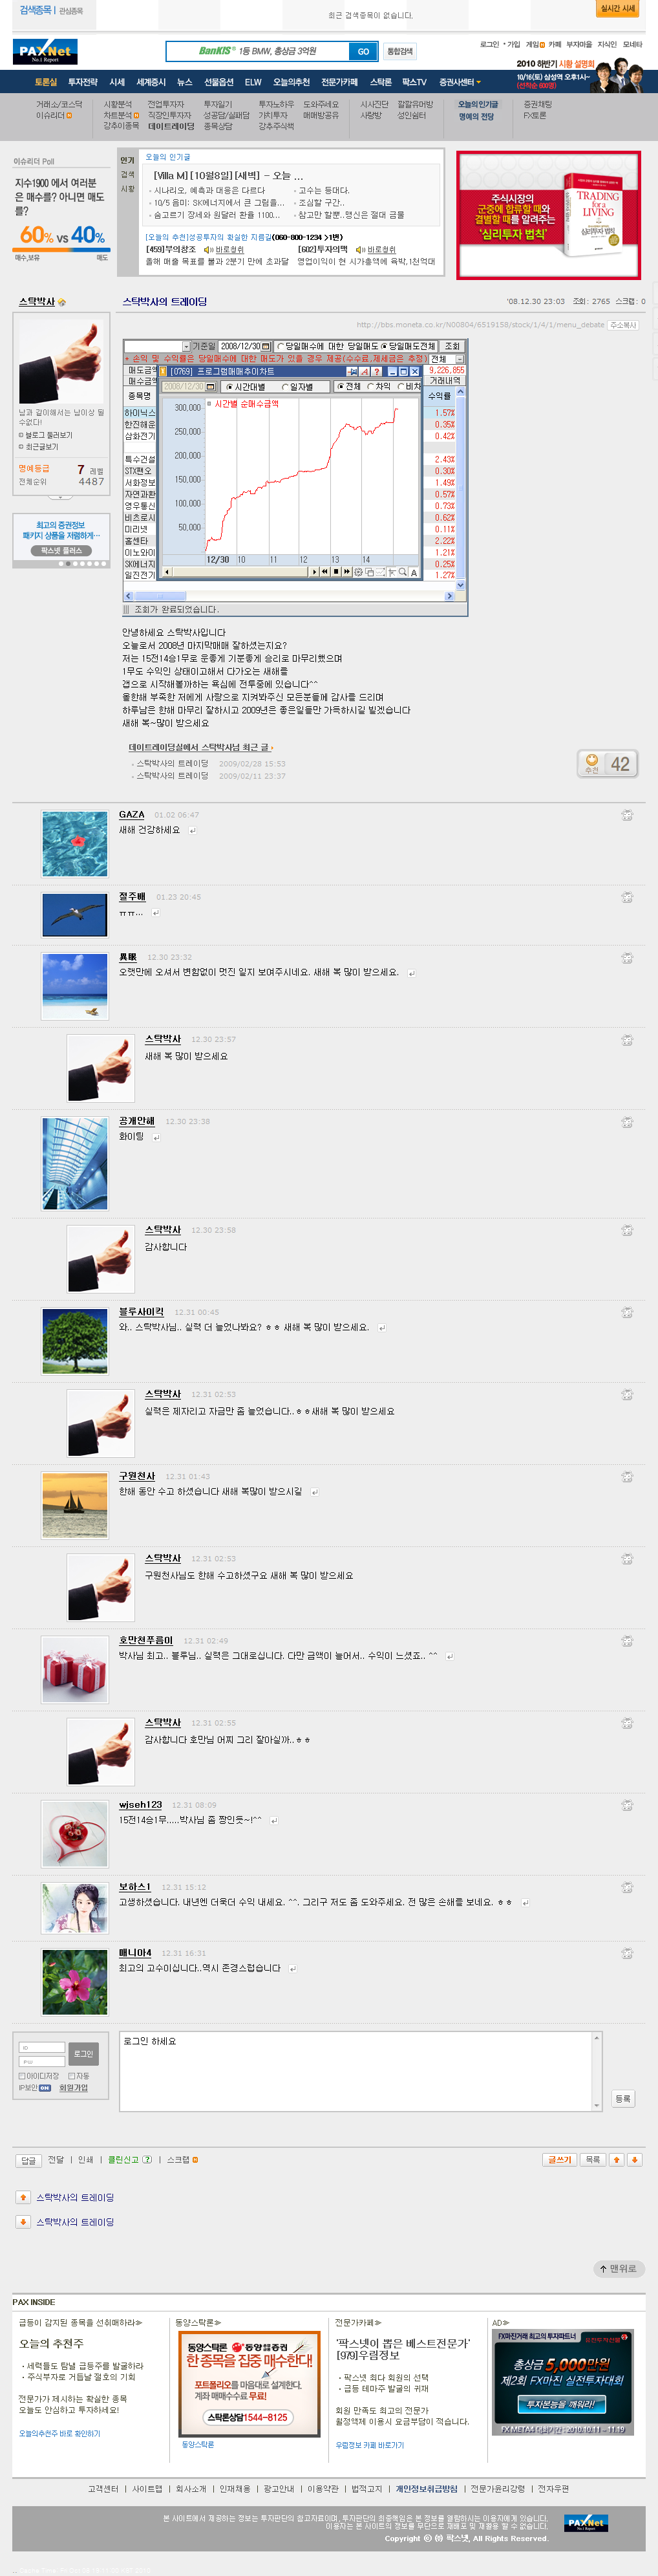 검색종목 | 관심종목
최근 검색종목이 없습니다.
실시간 시세
PAXNet
No.1 Report
BanKIS® 1등 BMW, 총상금 3억원
GO
통합검색
로그인 · 가입 게임 카페 부자마을 지식인 모네타
2010 하반기 시황 설명회
10/16(토) 삼성역 오후1시~
(선착순 600명)
토론실 투자전략 시세 세계증시 뉴스 선물옵션 ELW 오늘의추천 전문가카페 스탁론 팍스TV 증권사센터
거래소/코스닥 시황분석 전업투자자 투자일기 투자노하우 도와주세요 시사진단 깔깔유머방 오늘의 인기글 증권채팅
이슈리더 차트분석 직장인투자자 성공담/실패담 가치투자 매매방공유 사랑방 성인쉼터 명예의 전당 FX토론
강추이종목 데이트레이딩 종목상담 강추주식책
이슈리더 Poll
지수1900 에서 여러분은 매수를? 아니면 매도를?
60% VS 40%
매수,보유 매도
인기
검색
시황
오늘의 인기글
[Villa M] [10월8일] [새벽] - 오늘 ...
시나리오, 예측과 대응은 다르다
고수는 등대다.
10/5 음미: SK에너지에서 큰 그림을...
조심할 구간..
숨고르기 장세와 원달러 환율 1100...
참고만 할뿐..맹신은 절대 금물
[오늘의 추천]성공투자의 확실한 지름길(060-800-1234 >1번)
[459]부의창조 바로청취
[602]투자의맥 바로청취
올해 매출 목표를 불과 2분기 만에 초과달
영업이익이 현 시가총액에 육박,1천억대
주식시장의
군중에 합류할 때와
벗어날 때를 알려주는
'심리투자 법칙'
TRADING for a LIVING
심리투자 법칙
스탁박사
남과 같이해서는 남이상 될 수없다!
블로그 둘러보기
최근글보기
명예등급 7 레벨
전체순위 4487
최고의 증권정보
패키지 상품을 저렴하게~
팍스넷 플러스
스탁박사의 트레이딩
'08.12.30 23:03 조회 : 2765 스크랩 : 0
http://bbs.moneta.co.kr/N00804/6519158/stock/1/4/1/menu_debate 주소복사
기준일 2008/12/30 당일매수에 대한 당일매도 당일매도전체 조회
* 손익 및 수익률은 당일매수에 대한 매도가 있을 경우 제공(수수료,제세금은 추정) 전체
매도금액 9,226,855
매수금액 거래내역
[0769] 프로그램매매추이차트
2008/12/30 시간대별 일자별 전체 차익 비차
종목명 수익률
시간별 순매수금액
300,000
250,000
200,000
150,000
100,000
50,000
12/30 10 11 12 13 14
하이닉스 1.57%
한진해운 0.35%
삼화전기 0.42%
특수건설 2.43%
STX팬오 0.30%
서화정보 1.49%
자연과환 0.57%
영우통신 0.73%
비츠로시 0.62%
미리넷 0.11%
홈센타 2.22%
이노와이 1.21%
SK에너지 0.25%
일진전기 1.27%
조회가 완료되었습니다.
안녕하세요 스탁박사입니다
오늘로서 2008년 마지막매매 잘하셨는지요?
저는 15전14승1무로 운좋게 기분좋게 승리로 마무리했으며
1무도 수익인 상태이고해서 다가오는 새해를
갭으로 시작해볼까하는 욕심에 전투중에 있습니다^^
올한해 부족한 저에게 사랑으로 지켜봐주신 모든분들께 감사를 드리며
하루남은 한해 마무리 잘하시고 2009년은 좋은일들만 가득하시길 빌겠습니다
새해 복~많이 받으세요
데이트레이딩실에서 스탁박사님 최근 글
스탁박사의 트레이딩 2009/02/28 15:53
스탁박사의 트레이딩 2009/02/11 23:37
추천 42
GAZA 01.02 06:47
새해 건강하세요
절주배 01.23 20:45
ㅠㅠ...
異眼 12.30 23:32
오랫만에 오셔서 변함없이 멋진 일지 보여주시네요. 새해 복 많이 받으세요.
스탁박사 12.30 23:57
새해 복 많이 받으세요
공개만해 12.30 23:38
화이팅
스탁박사 12.30 23:58
감사합니다
블루사이킥 12.31 00:45
와.. 스탁박사님.. 실력 더 늘었나봐요? ㅎㅎ 새해 복 많이 받으세요.
스탁박사 12.31 02:53
실력은 제자리고 자금만 좀 늘었습니다..ㅎㅎ새해 복 많이 받으세요
구원천사 12.31 01:43
한해 동안 수고 하셨습니다 새해 복많이 받으시길
스탁박사 12.31 02:53
구원천사님도 한해 수고하셨구요 새해 복 많이 받으세요
호만천푸름이 12.31 02:49
박사님 최고.. 블루님.. 실력은 그대로십니다. 다만 금액이 늘어서.. 수익이 느셨죠.. ^^
스탁박사 12.31 02:55
감사합니다 호만님 어찌 그리 잘아실까..ㅎㅎ
wjseh123 12.31 08:09
15전14승1무.....박사님 좀 짱인듯~!^^
보하스1 12.31 15:12
고생하셨습니다. 내년엔 더욱더 수익 내세요. ^^. 그리구 저도 좀 도와주세요. 전 많은 손해를 보네요. ㅎㅎ
매니아4 12.31 16:31
최고의 고수이십니다..역시 존경스럽습니다
ID
PW
로그인
아이디저장 자동
IP보안 ON 회원가입
로그인 하세요
등록
답글 전달 | 인쇄 | 클린신고 | 스크랩
글쓰기 목록
스탁박사의 트레이딩
스탁박사의 트레이딩
맨위로
PAX INSIDE
급등이 감지된 종목을 선취매하라≫
오늘의 추천주
세력들도 탐낼 급등주를 발굴하라
주식부자로 거듭날 절호의 기회
전문가가 제시하는 확실한 종목
오늘도 안심하고 투자하세요!
오늘의추천주 바로 확인하기
동양스탁론≫
동양스탁론 동양종합금융증권
한 종목을 집중 매수한다!
포트폴리오를 마음대로 설계한다.
계좌 매매수수료 무료!
스탁론상담1544-8125
동양스탁론
전문가카페≫
'팍스넷이 뽑은 베스트전문가'
[979]우림정보
팍스넷 최다 회원의 선택
급등 테마주 발굴의 귀재
회원 만족도 최고의 전문가
월정액제 이용시 요금부담이 적습니다.
우림정보 카페 바로가기
AD≫
FX마진거래 최고의 투자파트너
총상금 5,000만원
제2회 FX마진 실전투자대회
투자본능을 깨워라!
FX META4 대회기간 : 2010.10.11 ~ 11.19
고객센터 | 사이트맵 | 회사소개 | 인재채용 | 광고안내 | 이용약관 | 법적고지 | 개인정보취급방침 | 전문가윤리강령 | 전자우편
본 사이트에서 제공하는 정보는 투자판단의 참고자료이며, 투자판단의 최종책임은 본 정보를 열람하시는 이용자에게 있습니다.
이용자는 본 사이트의 정보를 무단으로 재배포 및 재활용 할 수 없습니다.
Copyright ⓒ ㈜ 팍스넷, All Rights Reserved.
PAXNet